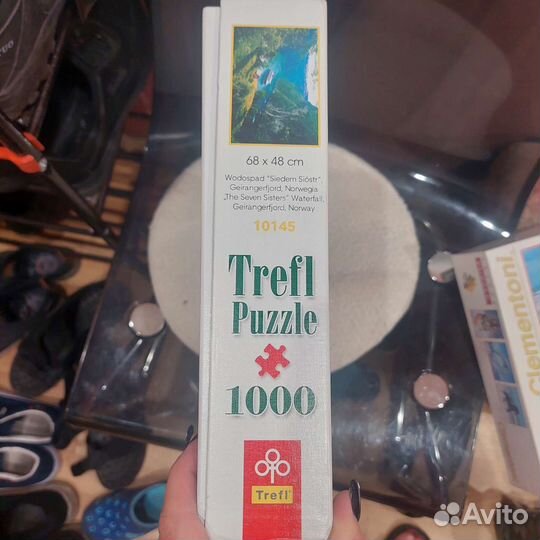 68 x 48 cm
Wodospad "Siedem Sióstr",
Geirangerfjord, Norwegia
„The Seven Sisters" Waterfall,
Geirangerfjord, Norway
10145
Trefl
Puzzle
1000
Trefl®
Clementoni.
Avito